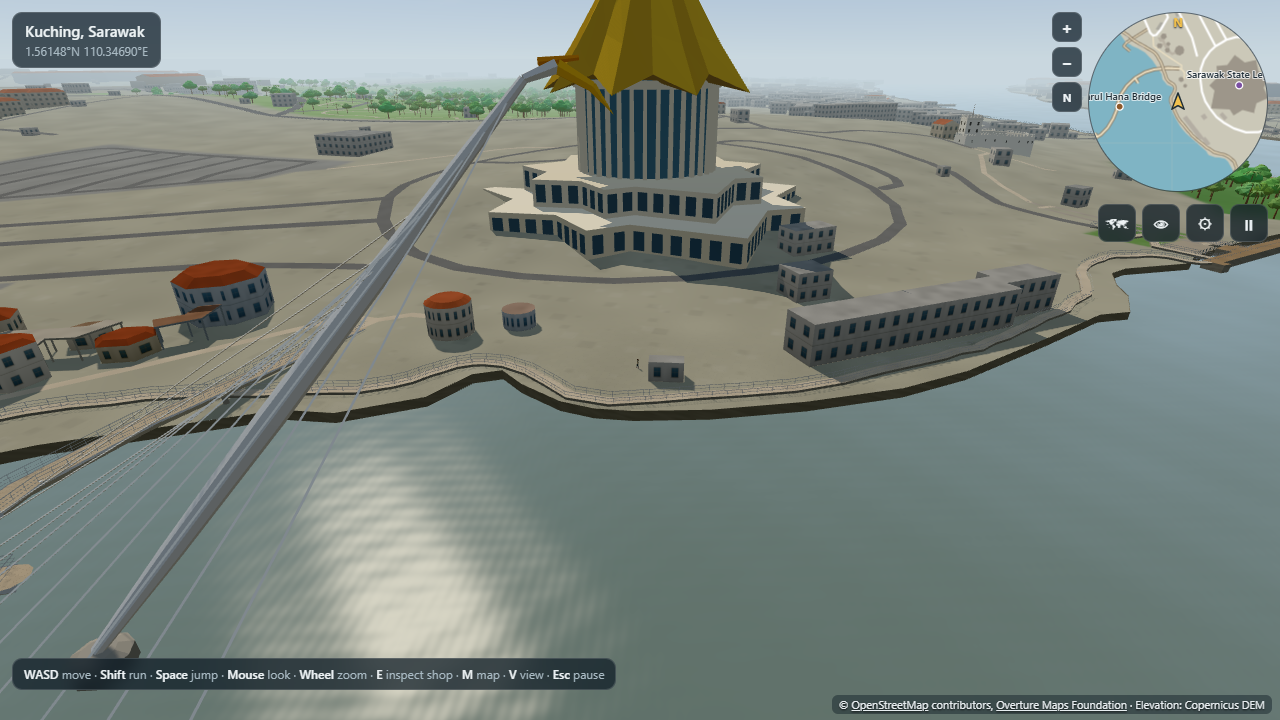 Kuching, Sarawak
1.56148°N 110.34690°E
+
−
N
N
Sarawak State Le
rul Hana Bridge
WASD move · Shift run · Space jump · Mouse look · Wheel zoom · E inspect shop · M map · V view · Esc pause
© OpenStreetMap contributors, Overture Maps Foundation · Elevation: Copernicus DEM